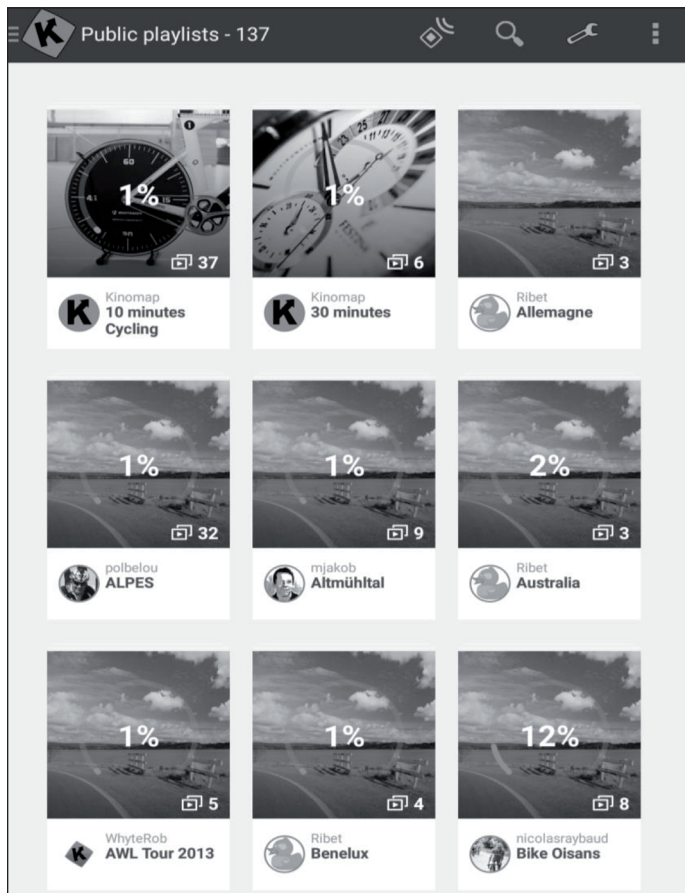 Public playlists - 137
1%
37
Kinomap
10 minutes
Cycling
1%
6
Kinomap
30 minutes
3
Ribet
Allemagne
1%
32
polbelou
ALPES
1%
9
mjakob
Altmühltal
2%
3
Ribet
Australia
1%
5
WhyteRob
AWL Tour 2013
1%
4
Ribet
Benelux
12%
8
nicolasraybaud
Bike Oisans